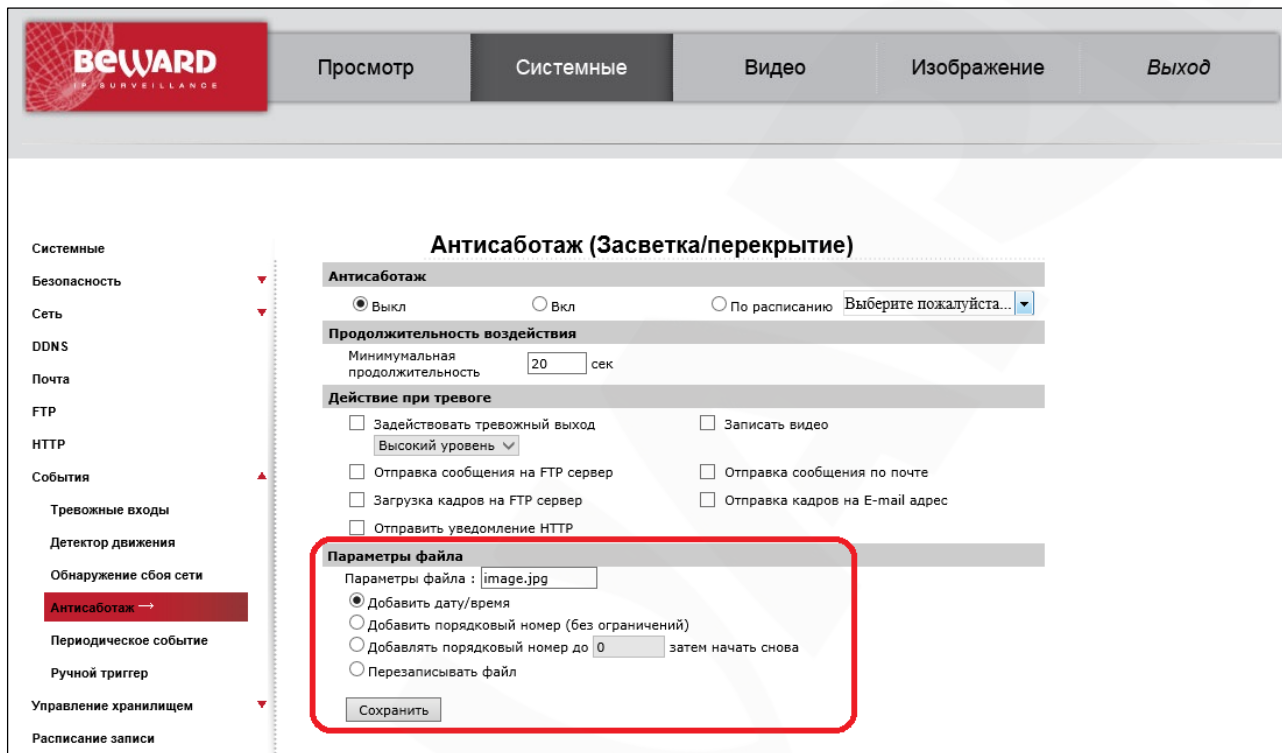 BEWARD
IP SURVEILLANCE
Просмотр Системные Видео Изображение Выход
Системные
Безопасность
Сеть
DDNS
Почта
FTP
HTTP
События
Тревожные входы
Детектор движения
Обнаружение сбоя сети
Антисаботаж →
Периодическое событие
Ручной триггер
Управление хранилищем
Расписание записи
Антисаботаж (Засветка/перекрытие)
Антисаботаж
Выкл Вкл По расписанию Выберите пожалуйста...
Продолжительность воздействия
Минимальная
продолжительность 20 сек
Действие при тревоге
Задействовать тревожный выход Записать видео
Высокий уровень
Отправка сообщения на FTP сервер Отправка сообщения по почте
Загрузка кадров на FTP сервер Отправка кадров на E-mail адрес
Отправить уведомление HTTP
Параметры файла
Параметры файла : image.jpg
Добавить дату/время
Добавить порядковый номер (без ограничений)
Добавлять порядковый номер до 0 затем начать снова
Перезаписывать файл
Сохранить